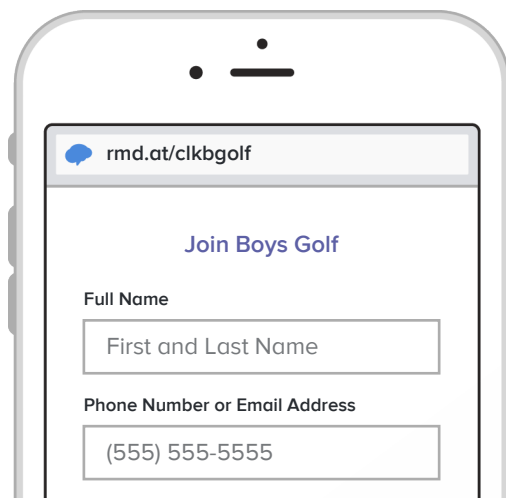 rmd.at/clkbgolf
Join Boys Golf
Full Name
First and Last Name
Phone Number or Email Address
(555) 555-5555